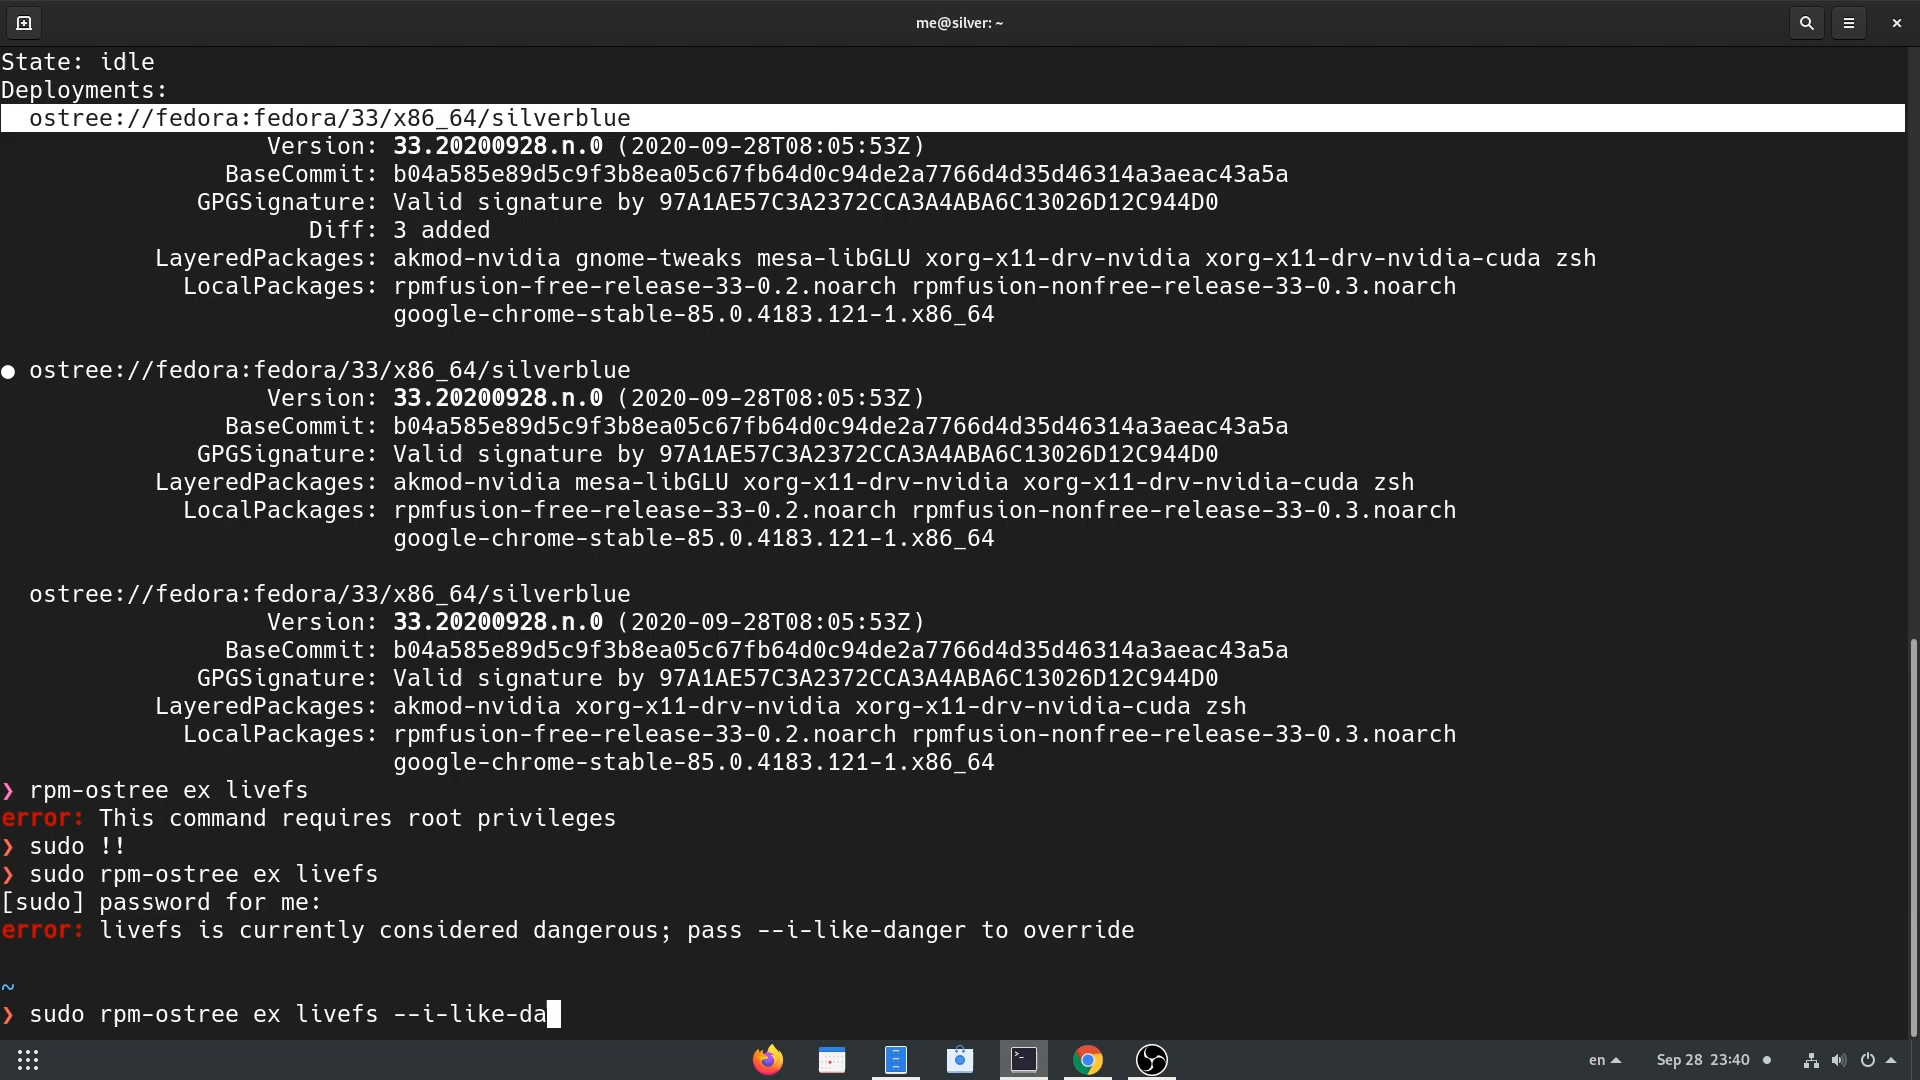 me@silver: ~
State: idle
Deployments:
ostree://fedora:fedora/33/x86_64/silverblue
Version: 33.20200928.n.0 (2020-09-28T08:05:53Z)
BaseCommit: b04a585e89d5c9f3b8ea05c67fb64d0c94de2a7766d4d35d46314a3aeac43a5a
GPGSignature: Valid signature by 97A1AE57C3A2372CCA3A4ABA6C13026D12C944D0
Diff: 3 added
LayeredPackages: akmod-nvidia gnome-tweaks mesa-libGLU xorg-x11-drv-nvidia xorg-x11-drv-nvidia-cuda zsh
LocalPackages: rpmfusion-free-release-33-0.2.noarch rpmfusion-nonfree-release-33-0.3.noarch
google-chrome-stable-85.0.4183.121-1.x86_64
● ostree://fedora:fedora/33/x86_64/silverblue
Version: 33.20200928.n.0 (2020-09-28T08:05:53Z)
BaseCommit: b04a585e89d5c9f3b8ea05c67fb64d0c94de2a7766d4d35d46314a3aeac43a5a
GPGSignature: Valid signature by 97A1AE57C3A2372CCA3A4ABA6C13026D12C944D0
LayeredPackages: akmod-nvidia mesa-libGLU xorg-x11-drv-nvidia xorg-x11-drv-nvidia-cuda zsh
LocalPackages: rpmfusion-free-release-33-0.2.noarch rpmfusion-nonfree-release-33-0.3.noarch
google-chrome-stable-85.0.4183.121-1.x86_64
ostree://fedora:fedora/33/x86_64/silverblue
Version: 33.20200928.n.0 (2020-09-28T08:05:53Z)
BaseCommit: b04a585e89d5c9f3b8ea05c67fb64d0c94de2a7766d4d35d46314a3aeac43a5a
GPGSignature: Valid signature by 97A1AE57C3A2372CCA3A4ABA6C13026D12C944D0
LayeredPackages: akmod-nvidia xorg-x11-drv-nvidia xorg-x11-drv-nvidia-cuda zsh
LocalPackages: rpmfusion-free-release-33-0.2.noarch rpmfusion-nonfree-release-33-0.3.noarch
google-chrome-stable-85.0.4183.121-1.x86_64
❯ rpm-ostree ex livefs
error: This command requires root privileges
❯ sudo !!
❯ sudo rpm-ostree ex livefs
[sudo] password for me:
error: livefs is currently considered dangerous; pass --i-like-danger to override
~
❯ sudo rpm-ostree ex livefs --i-like-da
en Sep 28 23:40